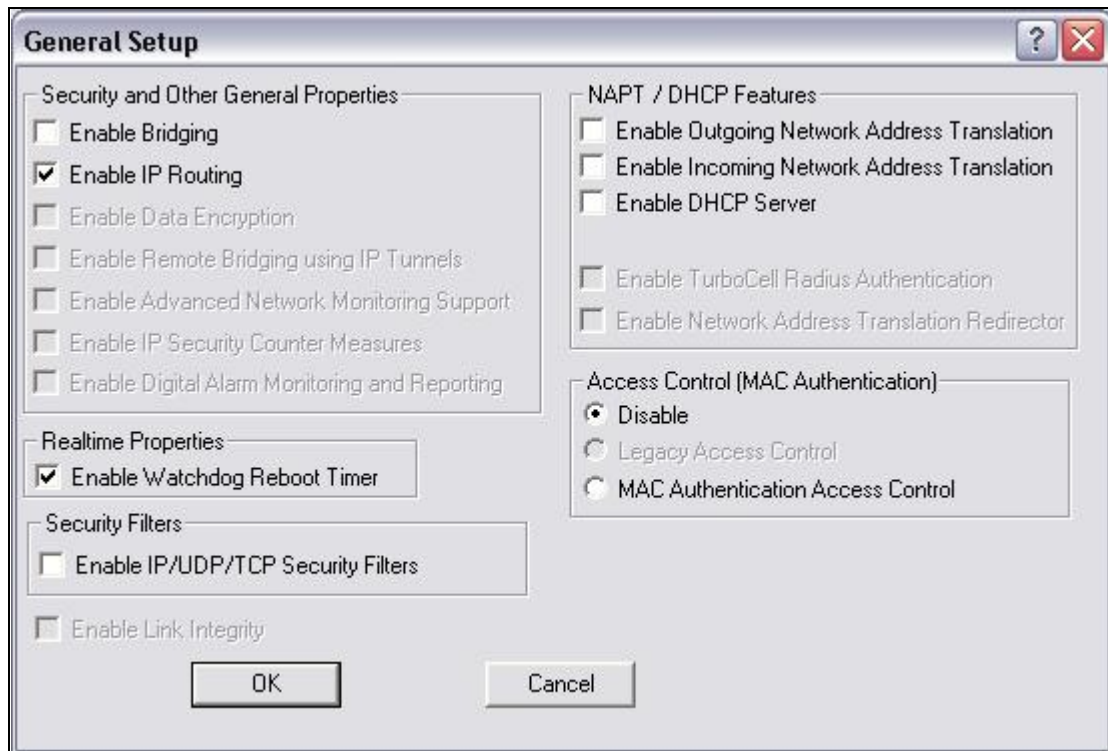 General Setup
Security and Other General Properties
Enable Bridging
Enable IP Routing
Enable Data Encryption
Enable Remote Bridging using IP Tunnels
Enable Advanced Network Monitoring Support
Enable IP Security Counter Measures
Enable Digital Alarm Monitoring and Reporting
Realtime Properties
Enable Watchdog Reboot Timer
Security Filters
Enable IP/UDP/TCP Security Filters
Enable Link Integrity
NAPT / DHCP Features
Enable Outgoing Network Address Translation
Enable Incoming Network Address Translation
Enable DHCP Server
Enable TurboCell Radius Authentication
Enable Network Address Translation Redirector
Access Control (MAC Authentication)
Disable
Legacy Access Control
MAC Authentication Access Control
OK
Cancel